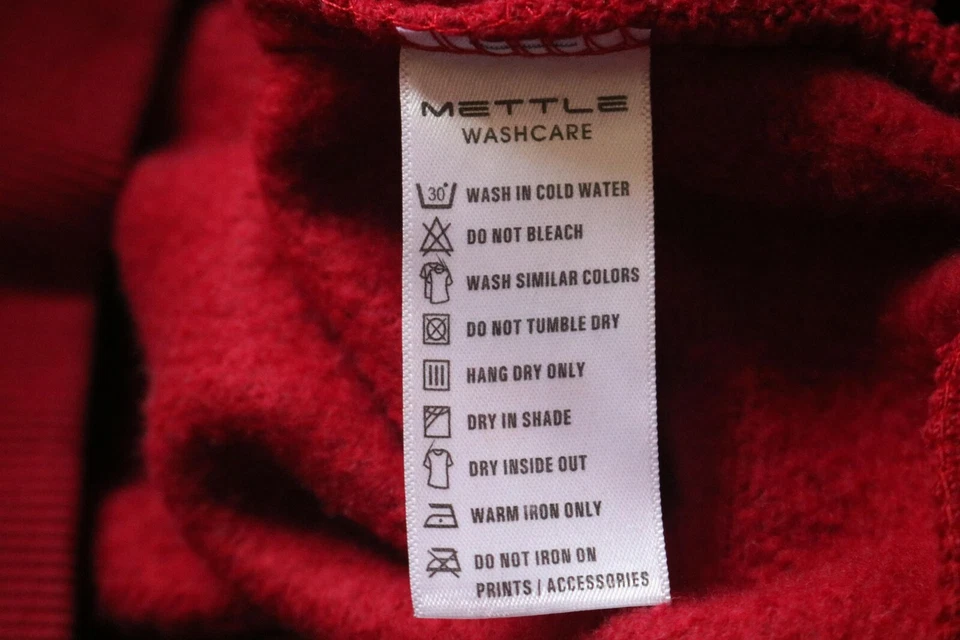 METTLE
WASHCARE
30° WASH IN COLD WATER
DO NOT BLEACH
WASH SIMILAR COLORS
DO NOT TUMBLE DRY
HANG DRY ONLY
DRY IN SHADE
DRY INSIDE OUT
WARM IRON ONLY
DO NOT IRON ON
PRINTS | ACCESSORIES